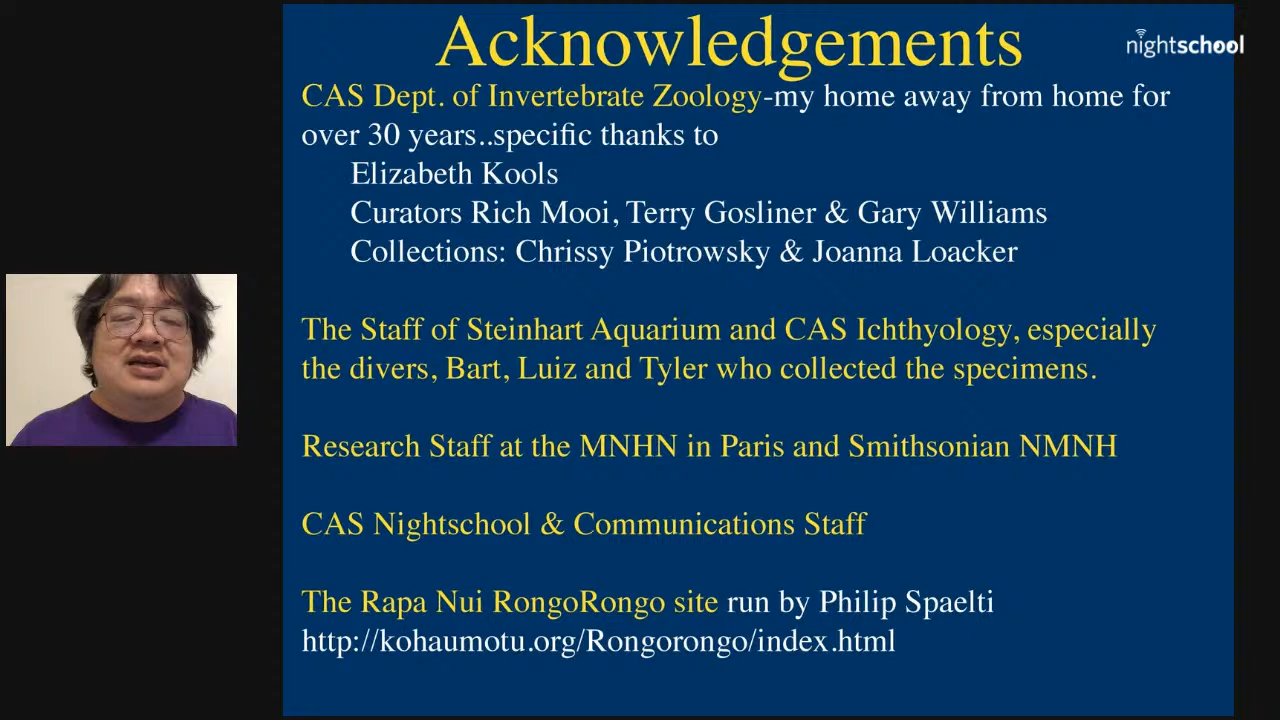 Acknowledgements
nightschool
CAS Dept. of Invertebrate Zoology-my home away from home for
over 30 years..specific thanks to
Elizabeth Kools
Curators Rich Mooi, Terry Gosliner & Gary Williams
Collections: Chrissy Piotrowsky & Joanna Loacker
The Staff of Steinhart Aquarium and CAS Ichthyology, especially
the divers, Bart, Luiz and Tyler who collected the specimens.
Research Staff at the MNHN in Paris and Smithsonian NMNH
CAS Nightschool & Communications Staff
The Rapa Nui RongoRongo site run by Philip Spaelti
http://kohaumotu.org/Rongorongo/index.html